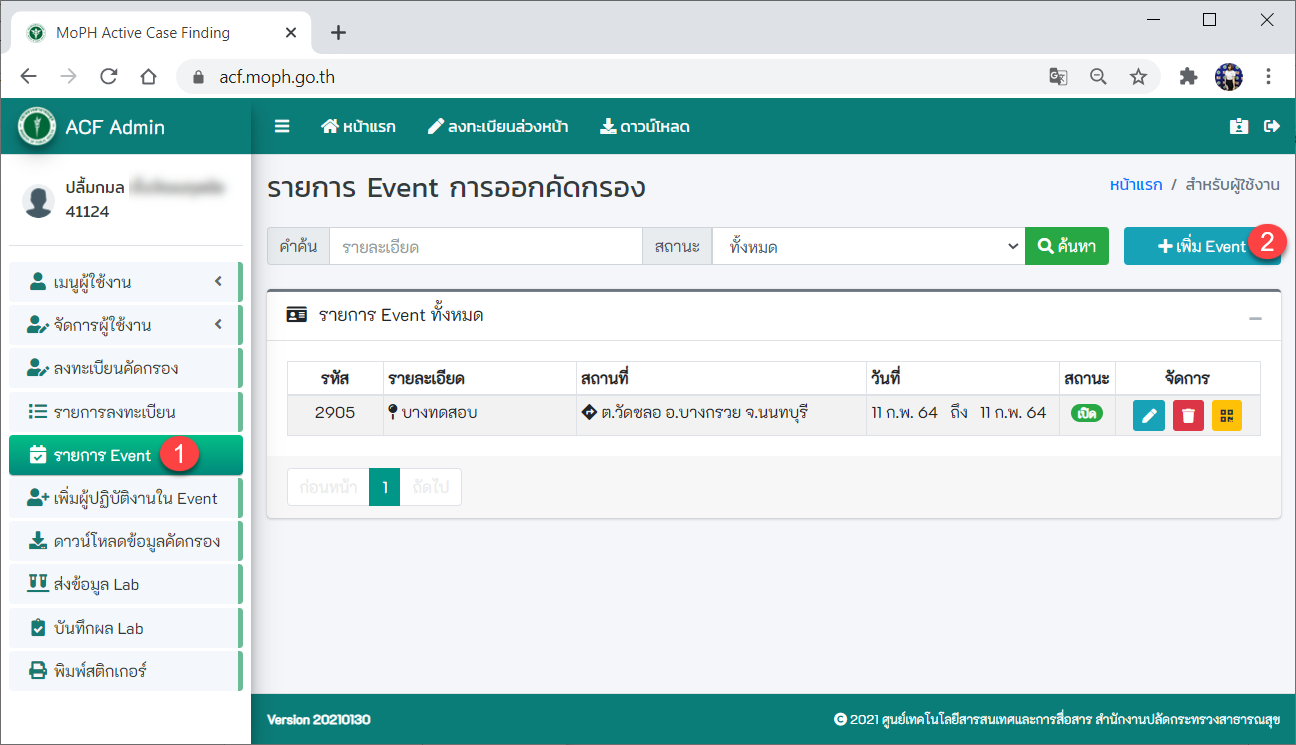 MoPH Active Case Finding
acf.moph.go.th
ACF Admin
หน้าแรก ลงทะเบียนล่วงหน้า ดาวน์โหลด
ปลื้มกมล
41124
เมนูผู้ใช้งาน
จัดการผู้ใช้งาน
ลงทะเบียนคัดกรอง
รายการลงทะเบียน
รายการ Event 1
เพิ่มผู้ปฏิบัติงานใน Event
ดาวน์โหลดข้อมูลคัดกรอง
ส่งข้อมูล Lab
บันทึกผล Lab
พิมพ์สติกเกอร์
รายการ Event การออกคัดกรอง
หน้าแรก / สำหรับผู้ใช้งาน
คำค้น รายละเอียด สถานะ ทั้งหมด ค้นหา เพิ่ม Event 2
รายการ Event ทั้งหมด
รหัส รายละเอียด สถานที่ วันที่ สถานะ จัดการ
2905 บางทดสอบ ต.วัดชลอ อ.บางกรวย จ.นนทบุรี 11 ก.พ. 64 ถึง 11 ก.พ. 64 เปิด
ก่อนหน้า 1 ถัดไป
Version 20210130
© 2021 ศูนย์เทคโนโลยีสารสนเทศและการสื่อสาร สำนักงานปลัดกระทรวงสาธารณสุข